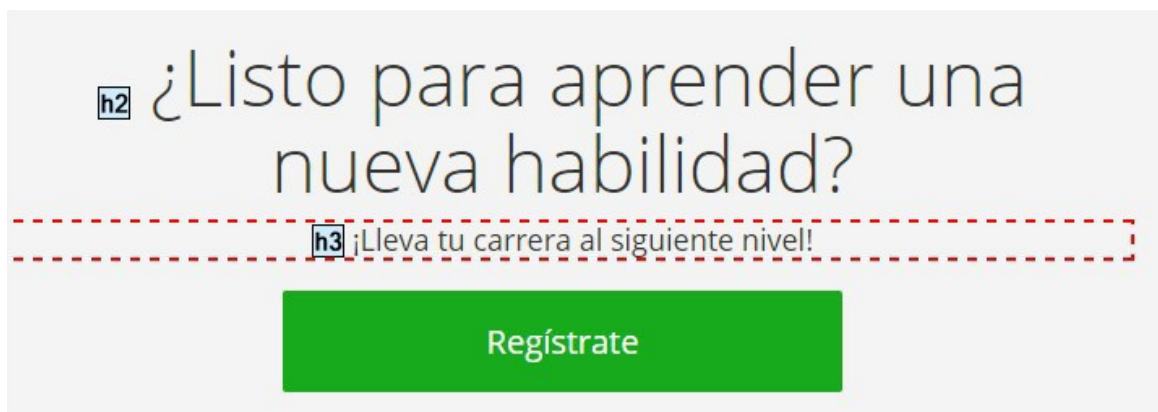 h2 ¿Listo para aprender una
nueva habilidad?
h3 ¡Lleva tu carrera al siguiente nivel!
Regístrate